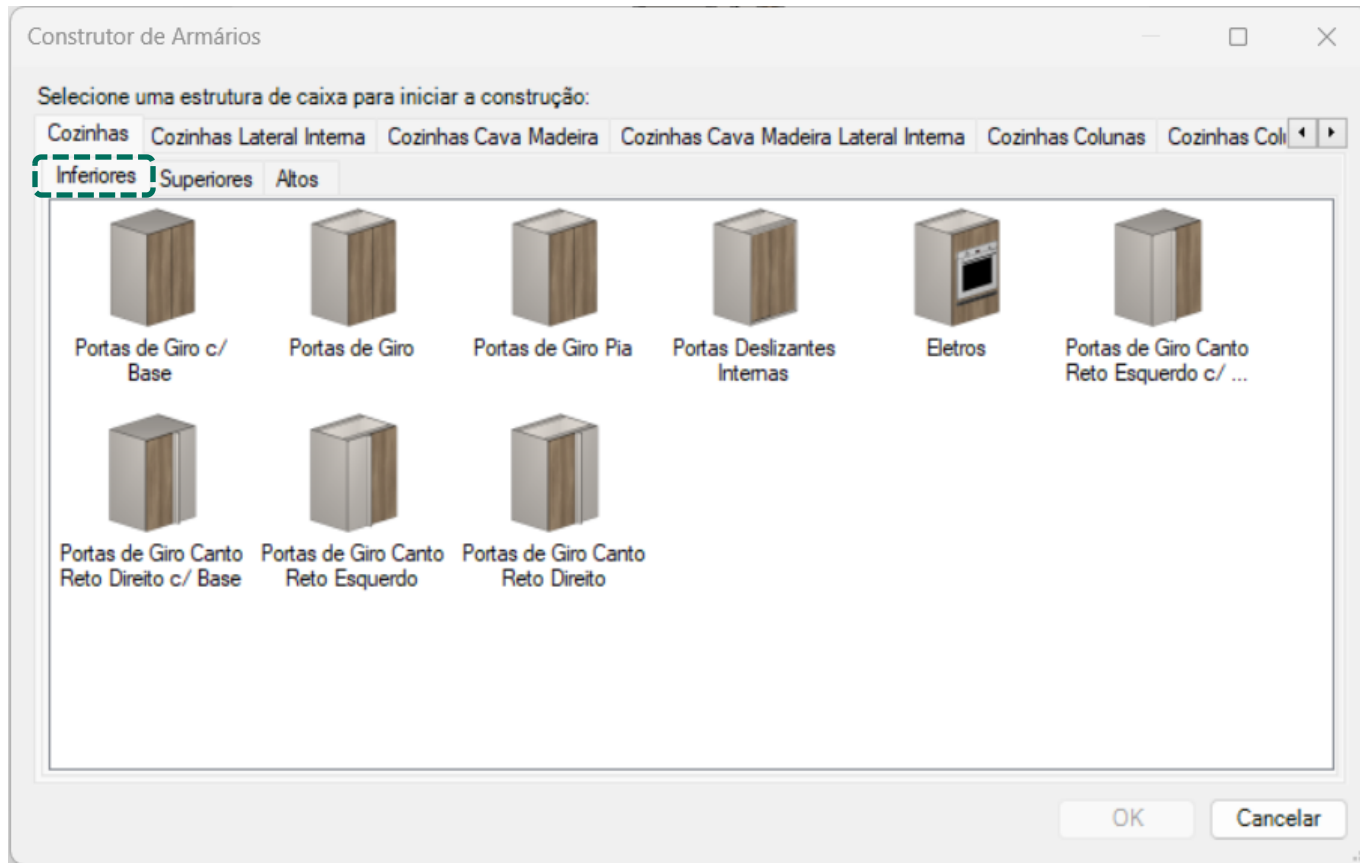 Construtor de Armários
Selecione uma estrutura de caixa para iniciar a construção:
Cozinhas Cozinhas Lateral Interna Cozinhas Cava Madeira Cozinhas Cava Madeira Lateral Interna Cozinhas Colunas Cozinhas Colu
Inferiores Superiores Altos
Portas de Giro c/
Base
Portas de Giro
Portas de Giro Pia
Portas Deslizantes
Internas
Eletros
Portas de Giro Canto
Reto Esquerdo c/ ...
Portas de Giro Canto
Reto Direito c/ Base
Portas de Giro Canto
Reto Esquerdo
Portas de Giro Canto
Reto Direito
OK Cancelar